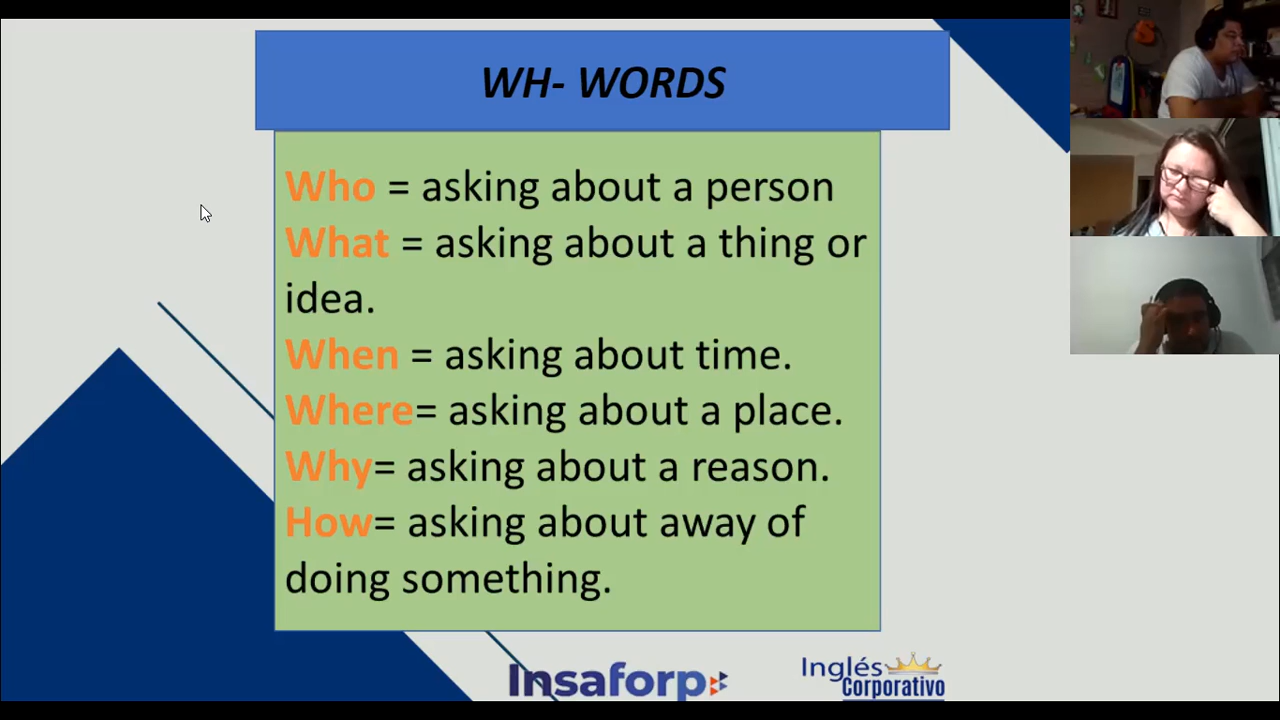 WH- WORDS
Who = asking about a person
What = asking about a thing or
idea.
When = asking about time.
Where= asking about a place.
Why= asking about a reason.
How= asking about away of
doing something.
Insaforp
Inglés
Corporativo